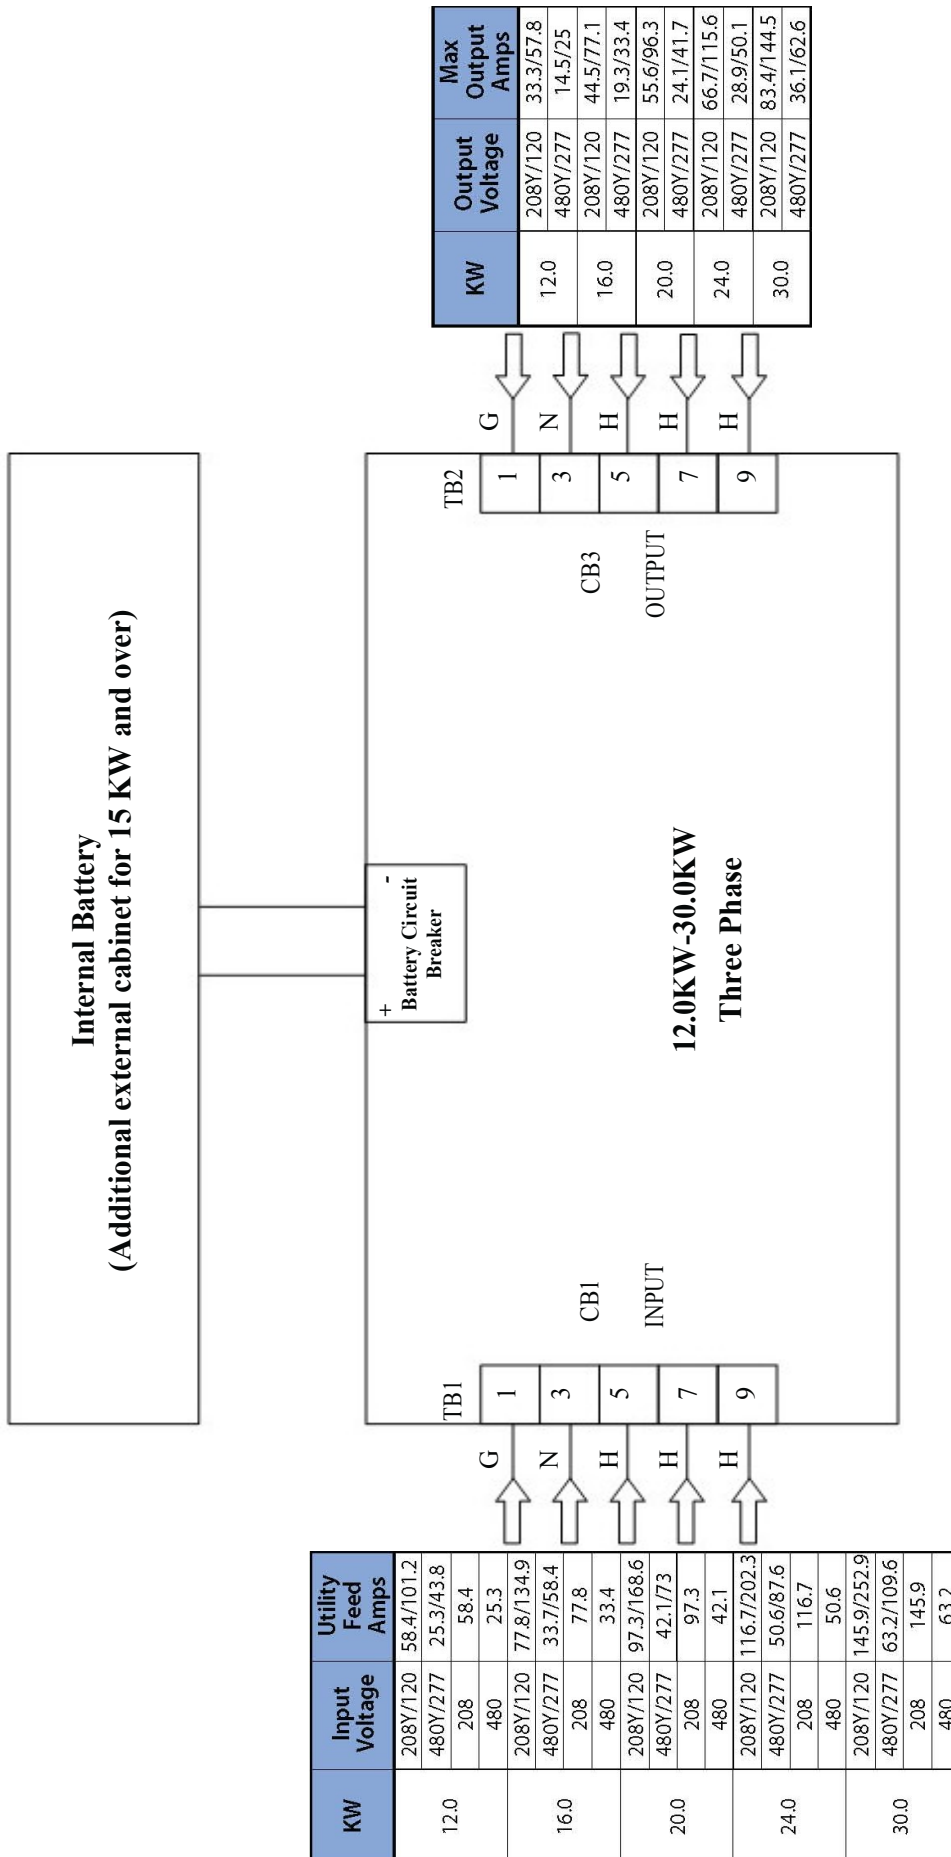 Internal Battery
(Additional external cabinet for 15 KW and over)
+ -
Battery Circuit
Breaker
12.0KW-30.0KW
Three Phase
KW Input Voltage Utility Feed Amps
12.0 208Y/120 58.4/101.2
480Y/277 25.3/43.8
208 58.4
480 25.3
16.0 208Y/120 77.8/134.9
480Y/277 33.7/58.4
208 77.8
480 33.4
20.0 208Y/120 97.3/168.6
480Y/277 42.1/73
208 97.3
480 42.1
24.0 208Y/120 116.7/202.3
480Y/277 50.6/87.6
208 116.7
480 50.6
30.0 208Y/120 145.9/252.9
480Y/277 63.2/109.6
208 145.9
480 63.2
TB1
G 1
N 3
H 5
H 7
H 9
CB1
INPUT
TB2
1 G
3 N
5 H
7 H
9 H
CB3
OUTPUT
KW Output Voltage Max Output Amps
12.0 208Y/120 33.3/57.8
480Y/277 14.5/25
16.0 208Y/120 44.5/77.1
480Y/277 19.3/33.4
20.0 208Y/120 55.6/96.3
480Y/277 24.1/41.7
24.0 208Y/120 66.7/115.6
480Y/277 28.9/50.1
30.0 208Y/120 83.4/144.5
480Y/277 36.1/62.6